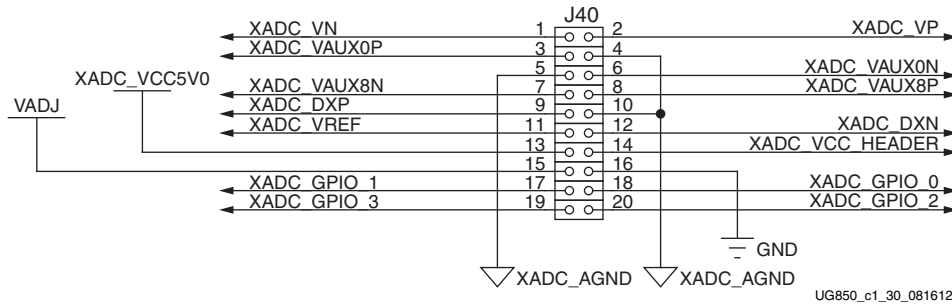 J40
XADC_VN 1 2 XADC_VP
XADC_VAUX0P 3 4
5 6 XADC_VAUX0N
XADC_VCC5V0
XADC_VAUX8N 7 8 XADC_VAUX8P
VADJ XADC_DXP 9 10
XADC_VREF 11 12 XADC_DXN
13 14 XADC_VCC_HEADER
15 16
XADC_GPIO_1 17 18 XADC_GPIO_0
XADC_GPIO_3 19 20 XADC_GPIO_2
GND
XADC_AGND XADC_AGND
UG850_c1_30_081612